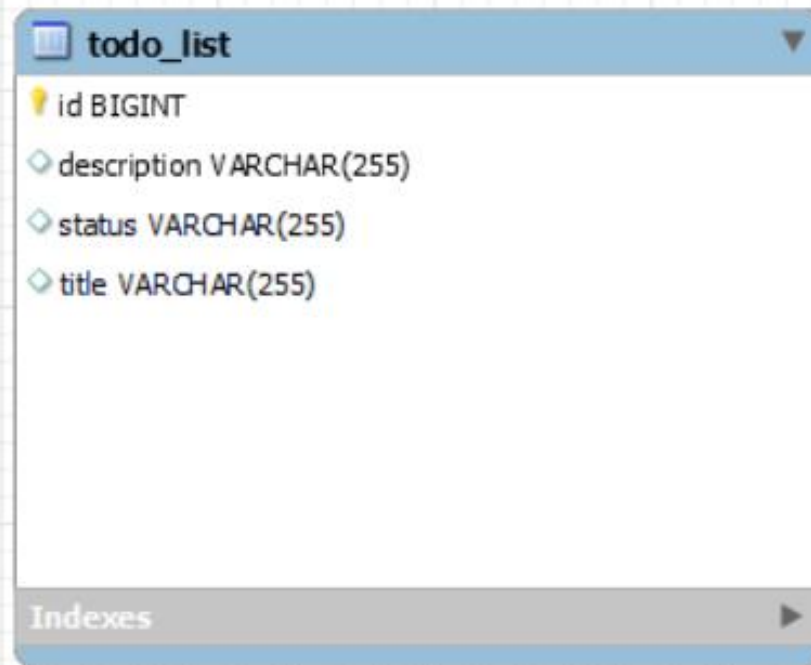 todo_list
id BIGINT
description VARCHAR(255)
status VARCHAR(255)
title VARCHAR(255)
Indexes